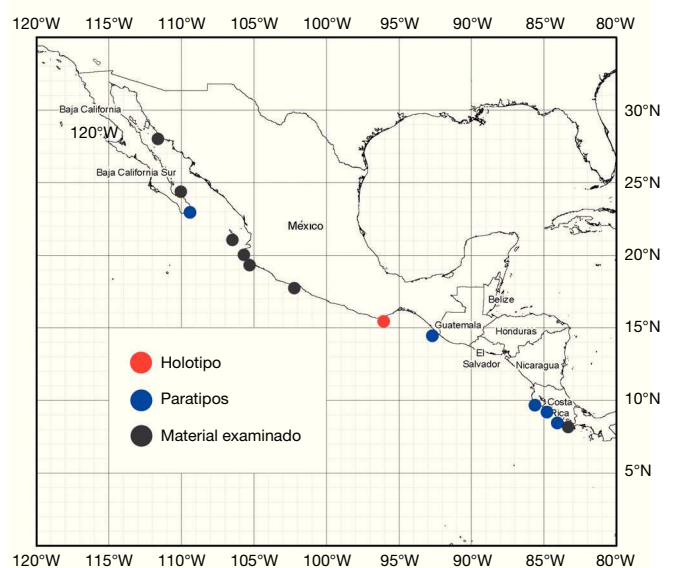 120°W 115°W 110°W 105°W 100°W 95°W 90°W 85°W 80°W
Baja California
30°N
120°W
Baja California Sur
25°N
México
20°N
Belize
Guatemala
Honduras
15°N
El
Salvador
Nicaragua
Holotipo
Paratipos
Material examinado
Costa
Rica
10°N
5°N
120°W 115°W 110°W 105°W 100°W 95°W 90°W 85°W 80°W